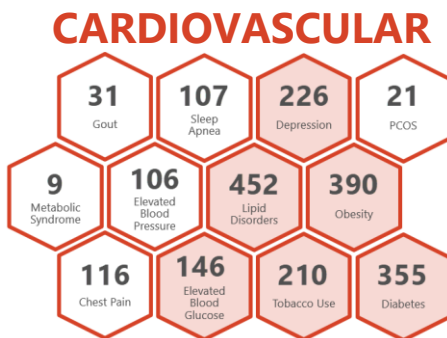 CARDIOVASCULAR
31
Gout
107
Sleep
Apnea
226
Depression
21
PCOS
9
Metabolic
Syndrome
106
Elevated
Blood
Pressure
452
Lipid
Disorders
390
Obesity
116
Chest Pain
146
Elevated
Blood
Glucose
210
Tobacco Use
355
Diabetes